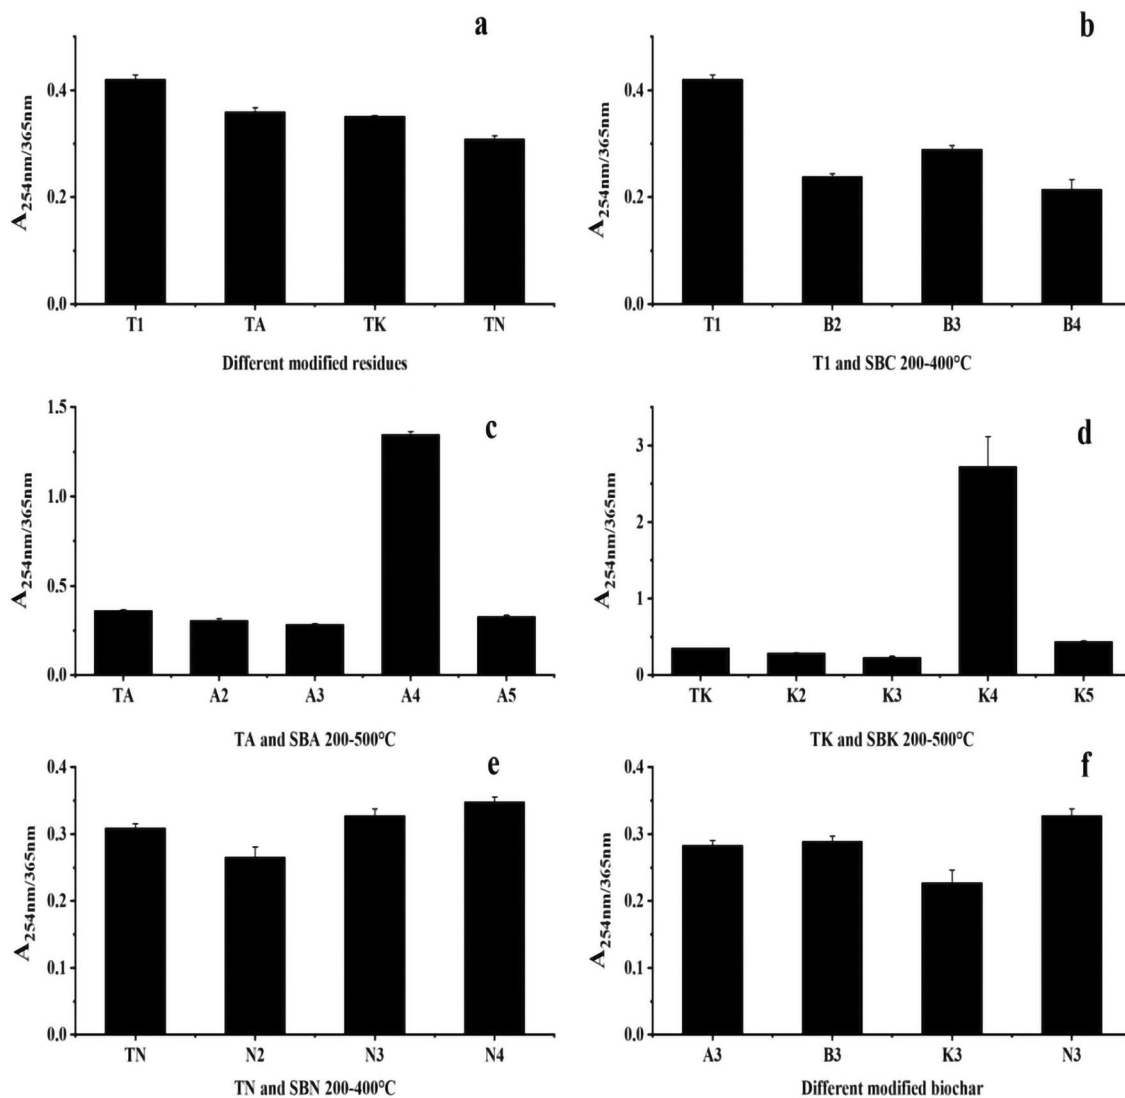 a
A254nm/365nm
0.4
0.2
0.0
T1 TA TK TN
Different modified residues
b
A254nm/365nm
0.4
0.2
0.0
T1 B2 B3 B4
T1 and SBC 200-400°C
c
A254nm/365nm
1.5
1.0
0.5
0.0
TA A2 A3 A4 A5
TA and SBA 200-500°C
d
A254nm/365nm
3
2
1
0
TK K2 K3 K4 K5
TK and SBK 200-500°C
e
A254nm/365nm
0.4
0.3
0.2
0.1
0.0
TN N2 N3 N4
TN and SBN 200-400°C
f
A254nm/365nm
0.4
0.3
0.2
0.1
0.0
A3 B3 K3 N3
Different modified biochar